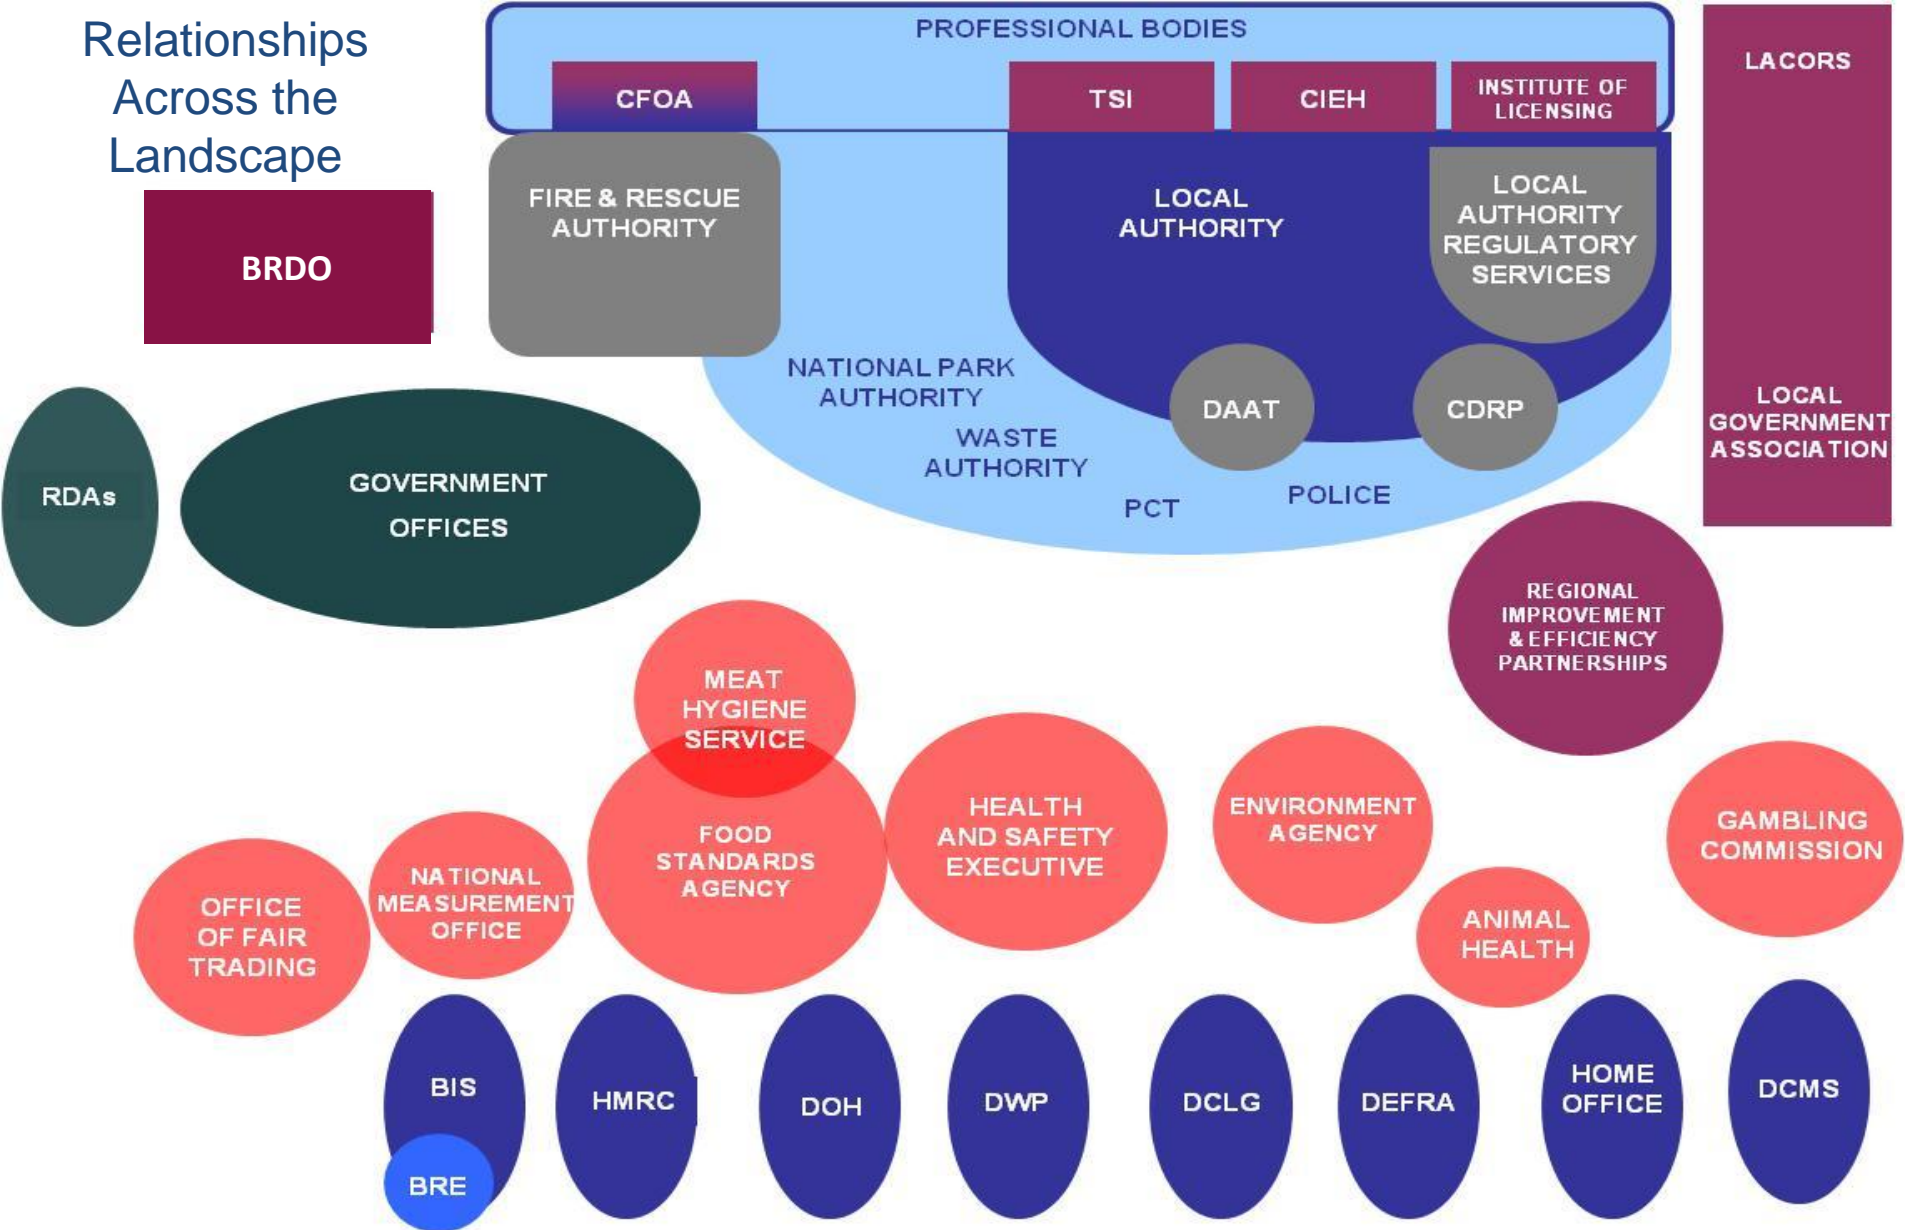 Relationships
Across the
Landscape
PROFESSIONAL BODIES
CFOA
TSI
CIEH
INSTITUTE OF
LICENSING
LACORS
BRDO
FIRE & RESCUE
AUTHORITY
LOCAL
AUTHORITY
LOCAL
AUTHORITY
REGULATORY
SERVICES
NATIONAL PARK
AUTHORITY
WASTE
AUTHORITY
PCT
POLICE
DAAT
CDRP
LOCAL
GOVERNMENT
ASSOCIATION
RDAs
GOVERNMENT
OFFICES
REGIONAL
IMPROVEMENT
& EFFICIENCY
PARTNERSHIPS
MEAT
HYGIENE
SERVICE
FOOD
STANDARDS
AGENCY
HEALTH
AND SAFETY
EXECUTIVE
ENVIRONMENT
AGENCY
GAMBLING
COMMISSION
OFFICE
OF FAIR
TRADING
NATIONAL
MEASUREMENT
OFFICE
ANIMAL
HEALTH
BIS
BRE
HMRC
DOH
DWP
DCLG
DEFRA
HOME
OFFICE
DCMS